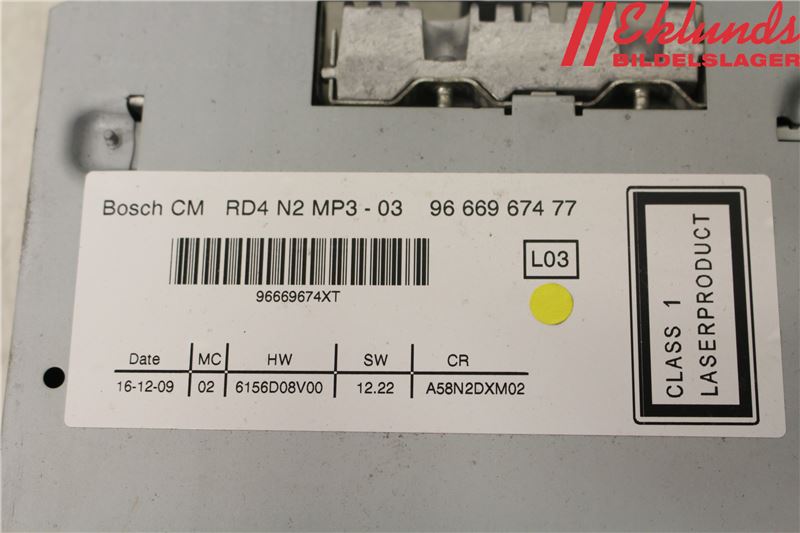 Eklunds
BILDELSLAGER
Bosch CM RD4 N2 MP3 - 03 96 669 674 77
L03
96669674XT
Date MC HW SW CR
16-12-09 02 6156D08V00 12.22 A58N2DXM02
CLASS 1
LASERPRODUCT